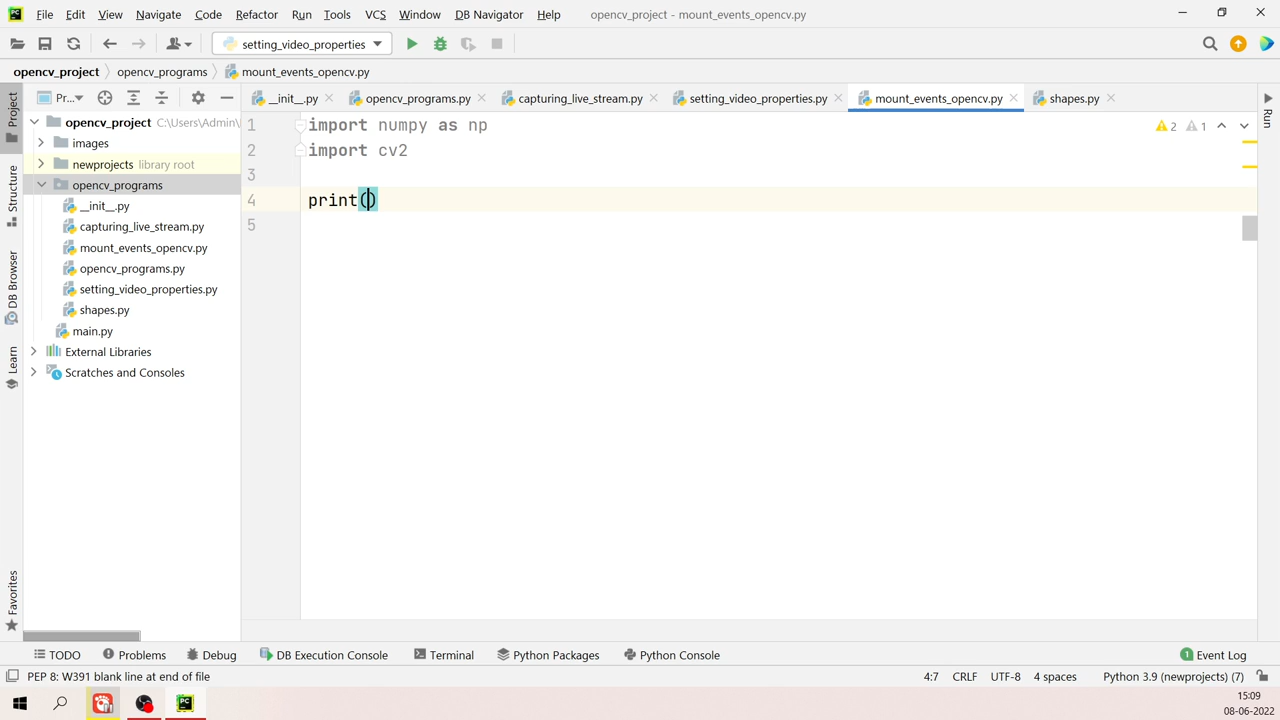 File Edit View Navigate Code Refactor Run Tools VCS Window DB Navigator Help opencv_project - mount_events_opencv.py
setting_video_properties
opencv_project opencv_programs mount_events_opencv.py
Project
Pr...
__init__.py opencv_programs.py capturing_live_stream.py setting_video_properties.py mount_events_opencv.py shapes.py
Run
opencv_project C:\Users\Admin\
images
newprojects library root
opencv_programs
__init__.py
capturing_live_stream.py
mount_events_opencv.py
opencv_programs.py
setting_video_properties.py
shapes.py
main.py
External Libraries
Scratches and Consoles
Structure
DB Browser
Learn
Favorites
1 import numpy as np
2 import cv2
3
4 print()
5
2 1
TODO Problems Debug DB Execution Console Terminal Python Packages Python Console 1 Event Log
PEP 8: W391 blank line at end of file 4:7 CRLF UTF-8 4 spaces Python 3.9 (newprojects) (7)
PC
15:09
08-06-2022